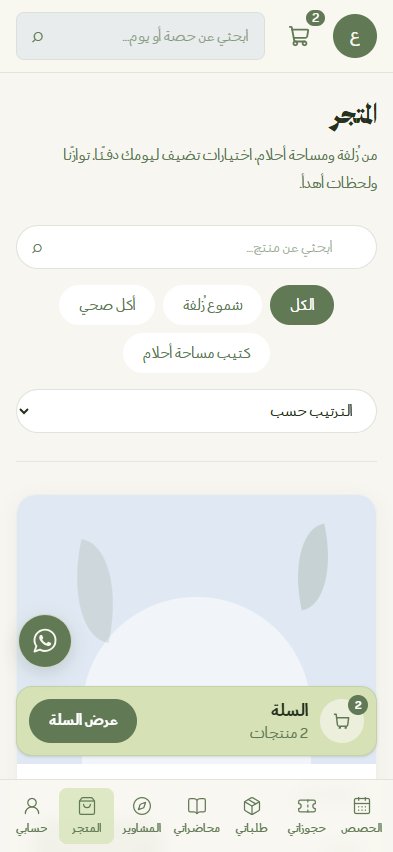 ع
2
ابحثي عن حصة أو يوم...
المتجر
من زُلفة ومساحة أحلام. اختيارات تضيف ليومك دفئًا. توازنًا
ولحظات أهدأ.
ابحثي عن منتج...
الكل
شموع زُلفة
أكل صحي
كتيب مساحة أحلام
الترتيب حسب
2
السلة
2 منتجات
عرض السلة
الحصص
حجوزاتي
طلباتي
محاضراتي
المشاوير
المتجر
حسابي